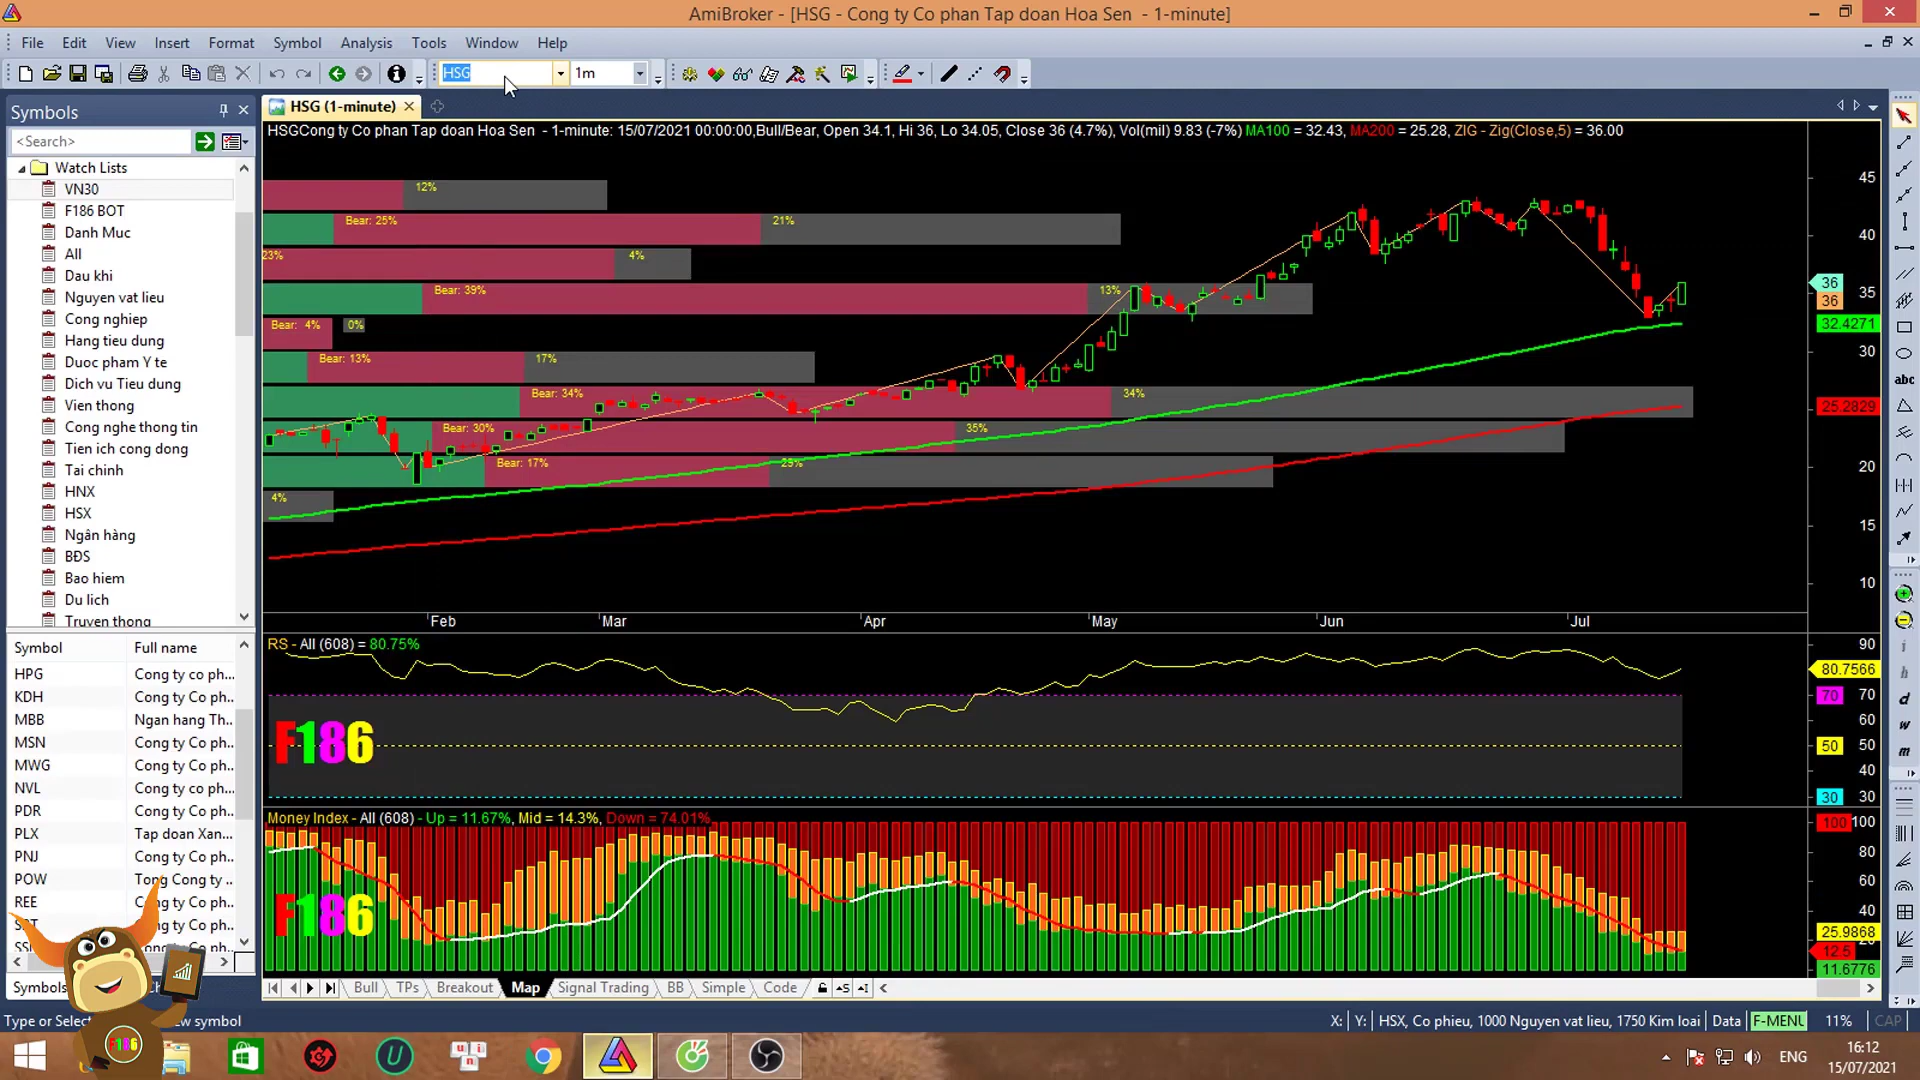 AmiBroker - [HSG - Cong ty Co phan Tap doan Hoa Sen - 1-minute]
File Edit View Insert Format Symbol Analysis Tools Window Help
HSG 1m
Symbols
HSG (1-minute)
HSGCong ty Co phan Tap doan Hoa Sen - 1-minute: 15/07/2021 00:00:00,Bull/Bear, Open 34.1, Hi 36, Lo 34.05, Close 36 (4.7%), Vol(mil) 9.83 (-7%) MA100 = 32.43, MA200 = 25.28, ZIG - Zig(Close,5) = 36.00
<Search>
Watch Lists
VN30
F186 BOT
Danh Muc
All
Dau khi
Nguyen vat lieu
Cong nghiep
Hang tieu dung
Duoc pham Y te
Dich vu Tieu dung
Vien thong
Cong nghe thong tin
Tien ich cong dong
Tai chinh
HNX
HSX
Ngân hàng
BĐS
Bao hiem
Du lich
Truyen thong
12%
Bear: 25% 21%
23% 4%
Bear: 39% 13%
Bear: 4% 0%
Bear: 13% 17%
Bear: 34% 34%
Bear: 30% 35%
Bear: 17% 29%
4%
45
40
36
35
36
32.4271
30
25.2829
20
15
10
Feb Mar Apr May Jun Jul
Symbol Full name
HPG Cong ty co ph..
KDH Cong ty Co ph..
MBB Ngan hang Th..
MSN Cong ty Co ph..
MWG Cong ty Co ph..
NVL Cong ty Co ph..
PDR Cong ty Co ph..
PLX Tap doan Xan..
PNJ Cong ty Co ph..
POW Tong Cong ty ..
REE Cong ty Co ph..
RS - All (608) = 80.75%
F186
90
80.7566
70 70
60
50 50
40
30 30
Money Index - All (608) - Up = 11.67%, Mid = 14.3%, Down = 74.01%
F186
100 100
80
60
40
25.9868
12.5
11.6776
Symbols
Bull TPs Breakout Map Signal Trading BB Simple Code
X: Y: HSX, Co phieu, 1000 Nguyen vat lieu, 1750 Kim loai Data F-MENU 11% CAP
abc
F186
ENG
16:12
15/07/2021